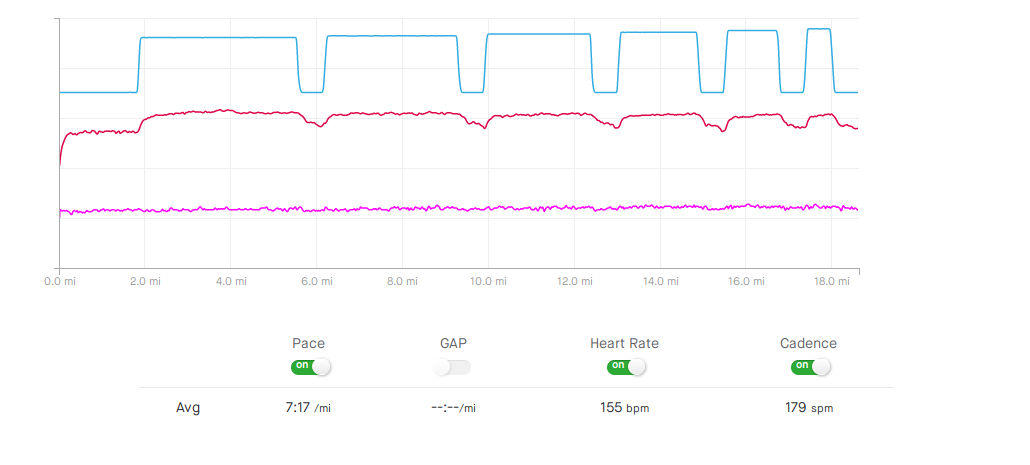 0.0 mi 2.0 mi 4.0 mi 6.0 mi 8.0 mi 10.0 mi 12.0 mi 14.0 mi 16.0 mi 18.0 mi
Pace GAP Heart Rate Cadence
on on on
Avg 7:17 /mi --:--/mi 155 bpm 179 spm